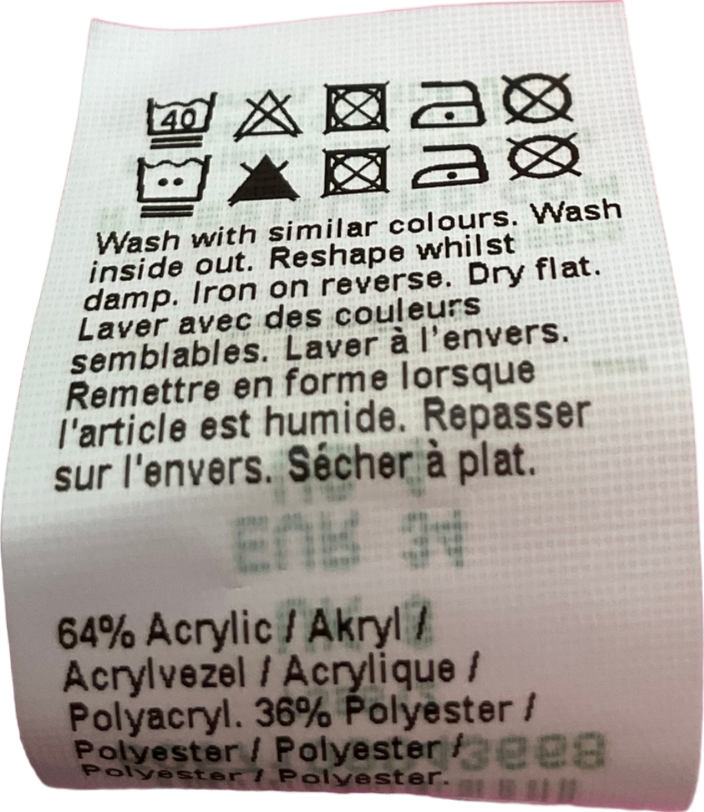 40
Wash with similar colours. Wash
inside out. Reshape whilst
damp. Iron on reverse. Dry flat.
Laver avec des couleurs
semblables. Laver à l'envers.
Remettre en forme lorsque
l'article est humide. Repasser
sur l'envers. Sécher à plat.
EUR 34
64% Acrylic / Akryl /
Acrylvezel / Acrylique /
Polyacryl. 36% Polyester /
Polyester / Polyester /
Polyester / Polyester.